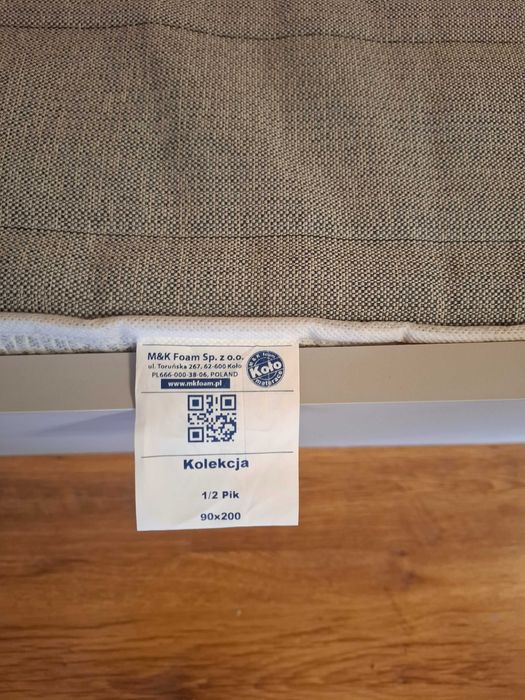 M&K Foam Sp. z o.o.
ul. Toruńska 267, 62-600 Koło
PL666-000-38-06, POLAND
www.mkfoam.pl
M & K foam
Koło
materace
Kolekcja
1/2 Pik
90x200